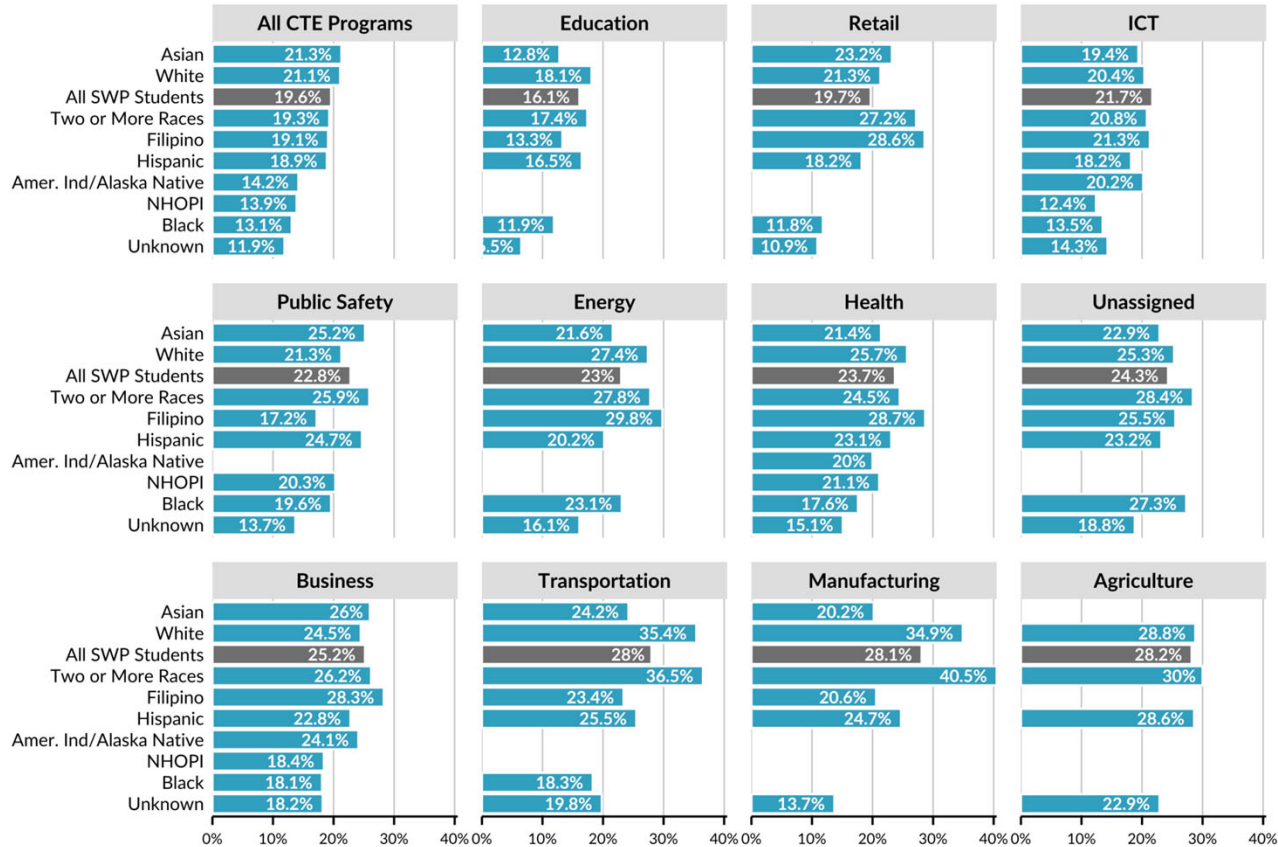 All CTE Programs Education Retail ICT
Asian 21.3% 12.8% 23.2% 19.4%
White 21.1% 18.1% 21.3% 20.4%
All SWP Students 19.6% 16.1% 19.7% 21.7%
Two or More Races 19.3% 17.4% 27.2% 20.8%
Filipino 19.1% 13.3% 28.6% 21.3%
Hispanic 18.9% 16.5% 18.2% 18.2%
Amer. Ind/Alaska Native 14.2% 20.2%
NHOPI 13.9% 12.4%
Black 13.1% 11.9% 11.8% 13.5%
Unknown 11.9% .5% 10.9% 14.3%
Public Safety Energy Health Unassigned
Asian 25.2% 21.6% 21.4% 22.9%
White 21.3% 27.4% 25.7% 25.3%
All SWP Students 22.8% 23% 23.7% 24.3%
Two or More Races 25.9% 27.8% 24.5% 28.4%
Filipino 17.2% 29.8% 28.7% 25.5%
Hispanic 24.7% 20.2% 23.1% 23.2%
Amer. Ind/Alaska Native 20%
NHOPI 20.3% 21.1%
Black 19.6% 23.1% 17.6% 27.3%
Unknown 13.7% 16.1% 15.1% 18.8%
Business Transportation Manufacturing Agriculture
Asian 26% 24.2% 20.2%
White 24.5% 35.4% 34.9% 28.8%
All SWP Students 25.2% 28% 28.1% 28.2%
Two or More Races 26.2% 36.5% 40.5% 30%
Filipino 28.3% 23.4% 20.6%
Hispanic 22.8% 25.5% 24.7% 28.6%
Amer. Ind/Alaska Native 24.1%
NHOPI 18.4%
Black 18.1% 18.3%
Unknown 18.2% 19.8% 13.7% 22.9%
0% 10% 20% 30% 40% 0% 10% 20% 30% 40% 0% 10% 20% 30% 40% 0% 10% 20% 30% 40%